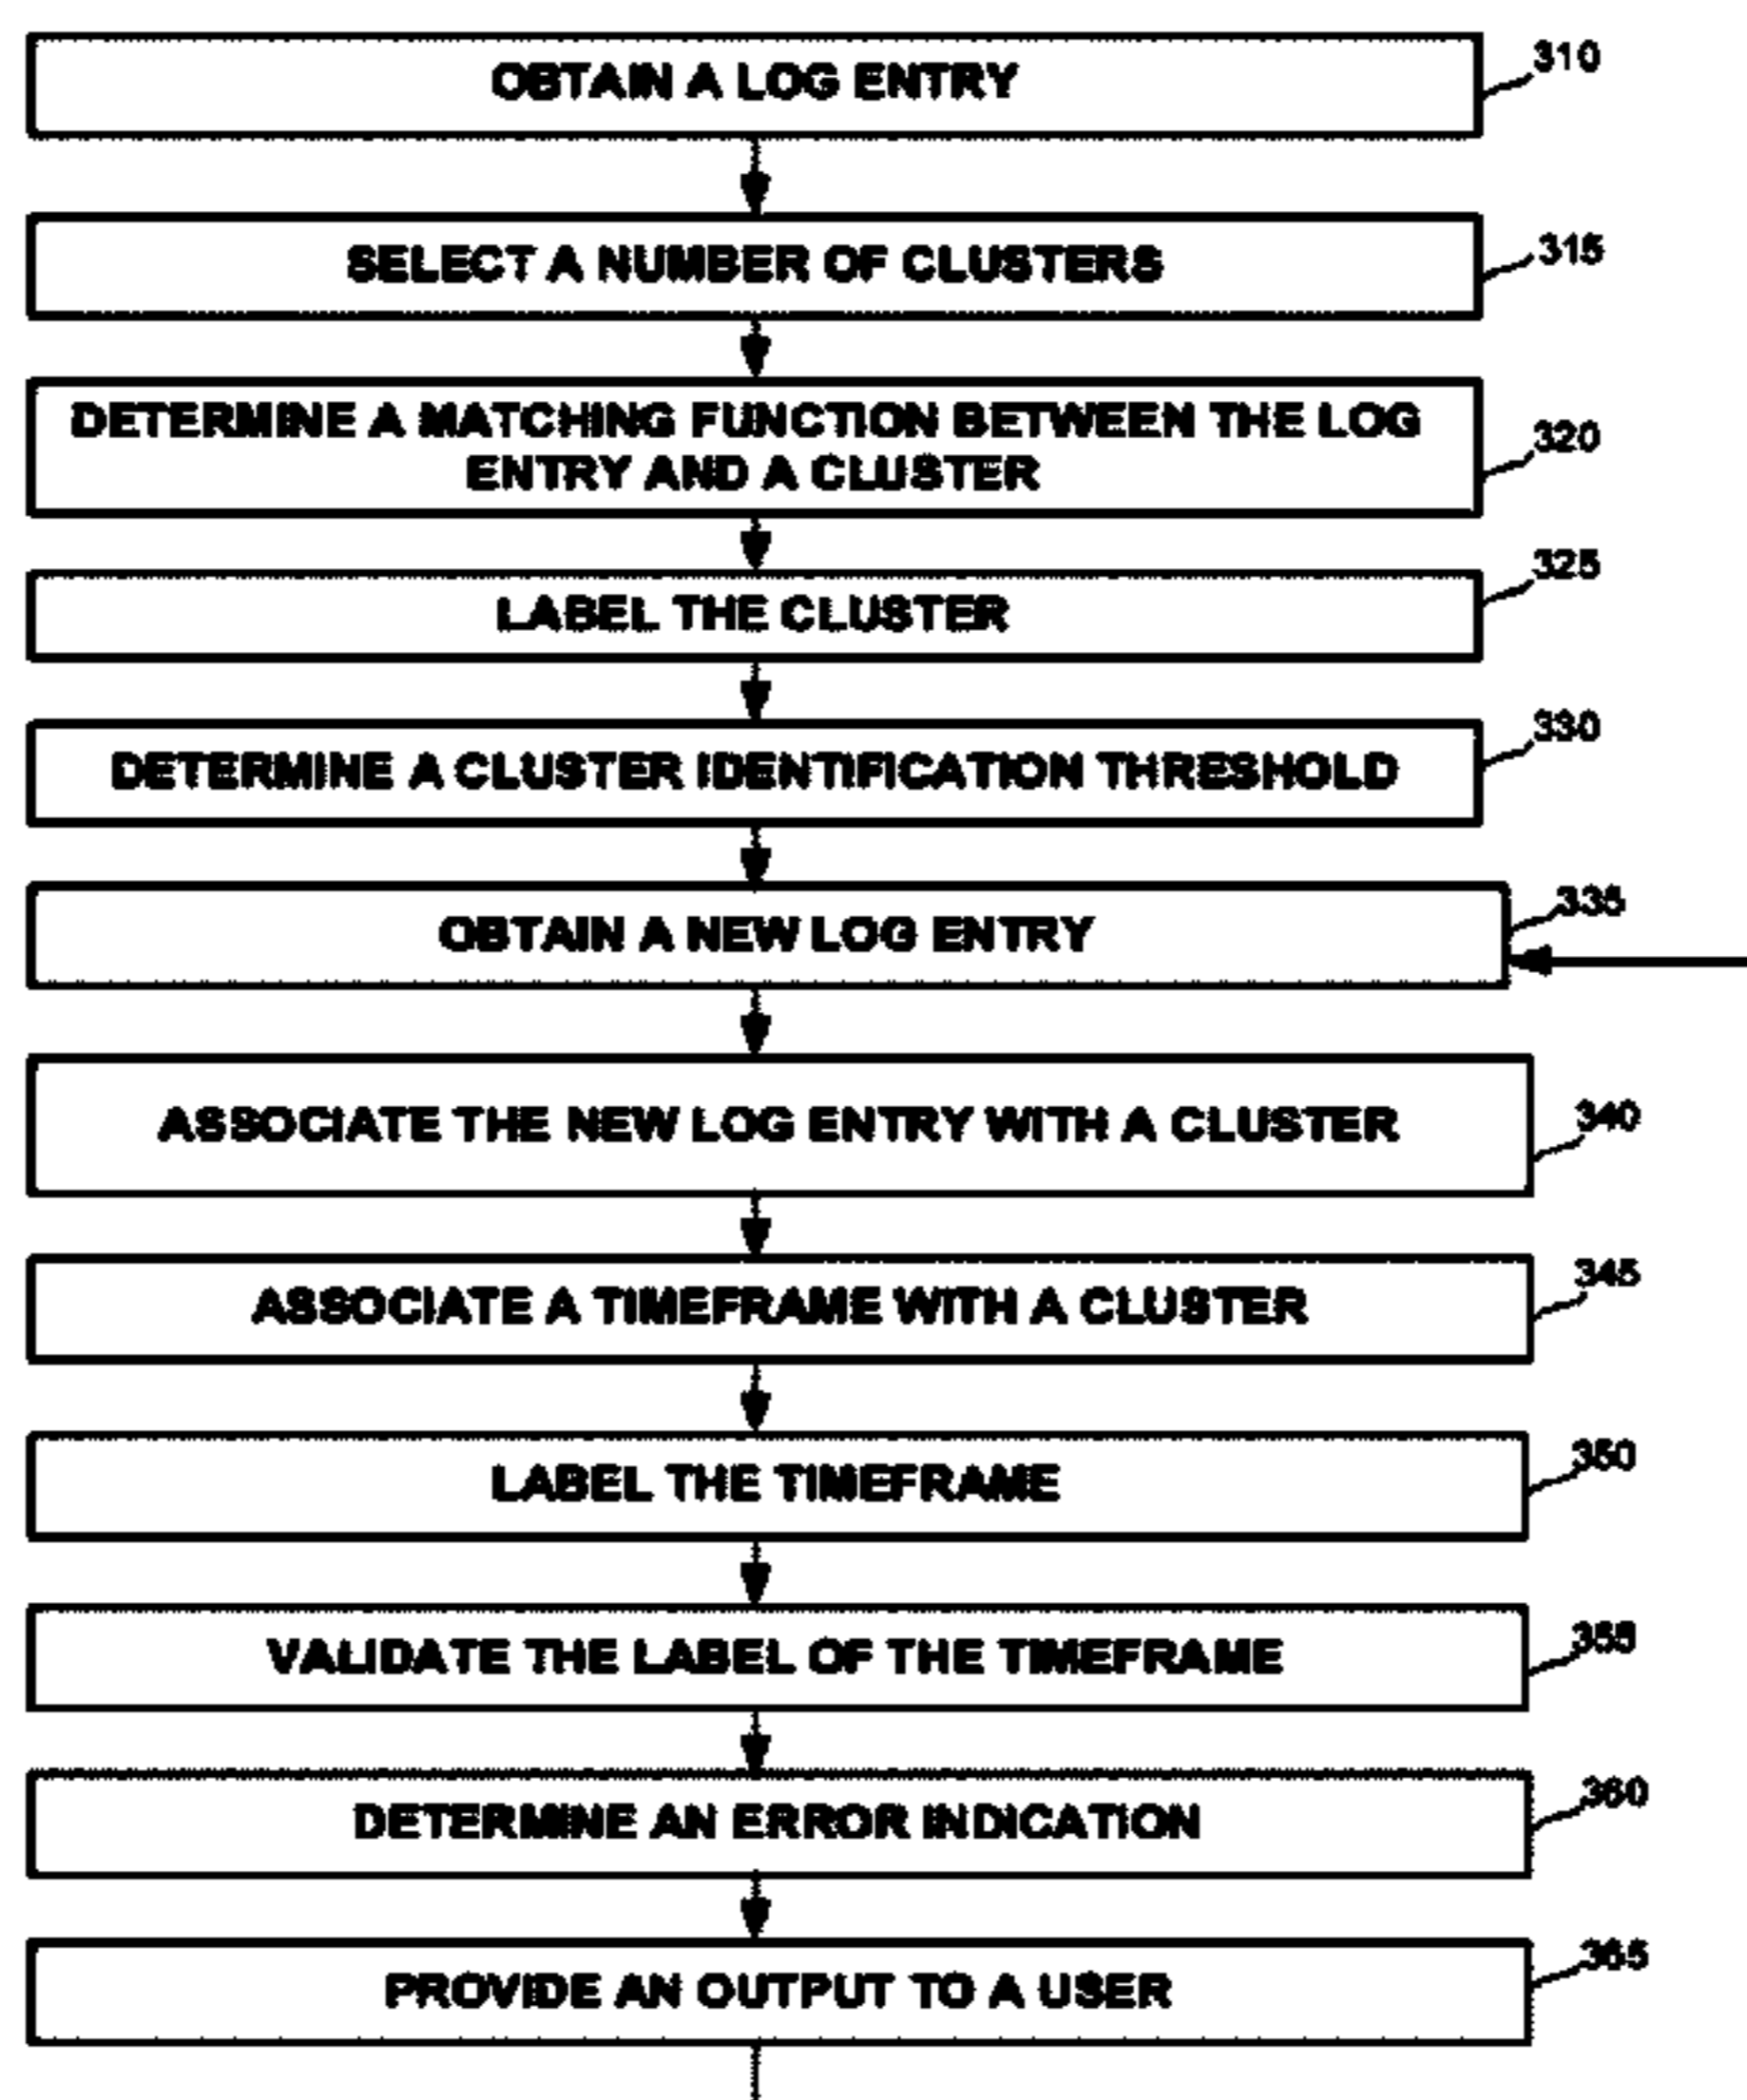 OBTAIN A LOG ENTRY
310
SELECT A NUMBER OF CLUSTERS
315
DETERMINE A MATCHING FUNCTION BETWEEN THE LOG
ENTRY AND A CLUSTER
320
LABEL THE CLUSTER
325
DETERMINE A CLUSTER IDENTIFICATION THRESHOLD
330
OBTAIN A NEW LOG ENTRY
335
ASSOCIATE THE NEW LOG ENTRY WITH A CLUSTER
340
ASSOCIATE A TIMEFRAME WITH A CLUSTER
345
LABEL THE TIMEFRAME
350
VALIDATE THE LABEL OF THE TIMEFRAME
355
DETERMINE AN ERROR INDICATION
360
PROVIDE AN OUTPUT TO A USER
365